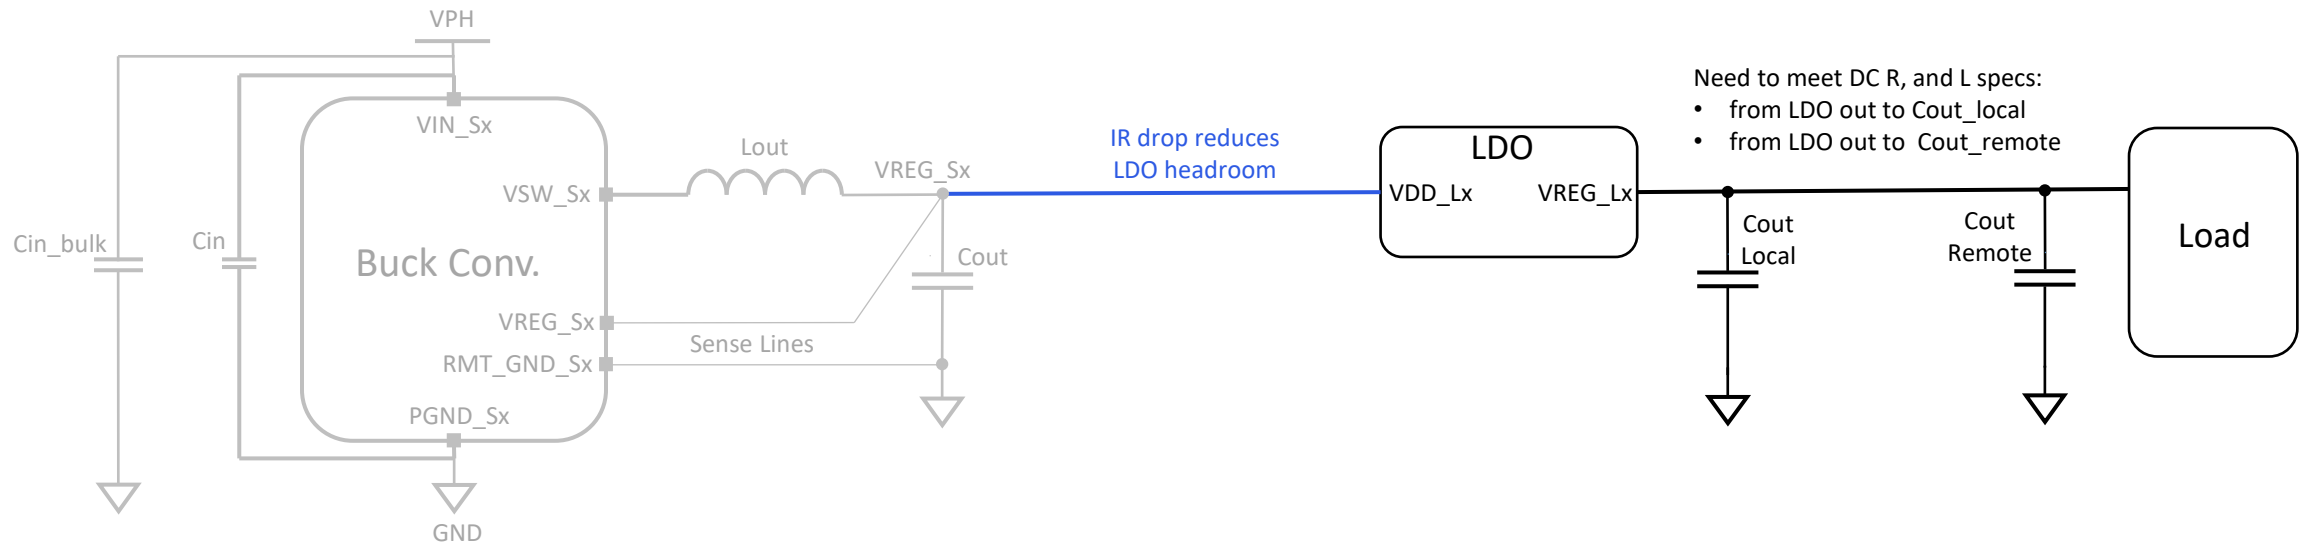 VPH
VIN_Sx
Lout
VREG_Sx
VSW_Sx
Cin_bulk
Cin
Buck Conv.
Cout
VREG_Sx
Sense Lines
RMT_GND_Sx
PGND_Sx
GND
IR drop reduces
LDO headroom
LDO
VDD_Lx
VREG_Lx
Need to meet DC R, and L specs:
• from LDO out to Cout_local
• from LDO out to Cout_remote
Cout
Local
Cout
Remote
Load